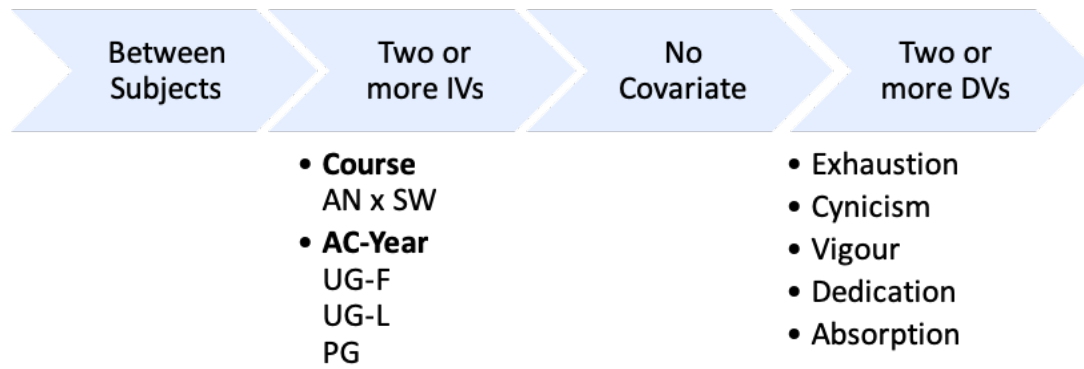 Between
Subjects
Two or
more IVs
No
Covariate
Two or
more DVs
• Course
AN x SW
• AC-Year
UG-F
UG-L
PG
• Exhaustion
• Cynicism
• Vigour
• Dedication
• Absorption